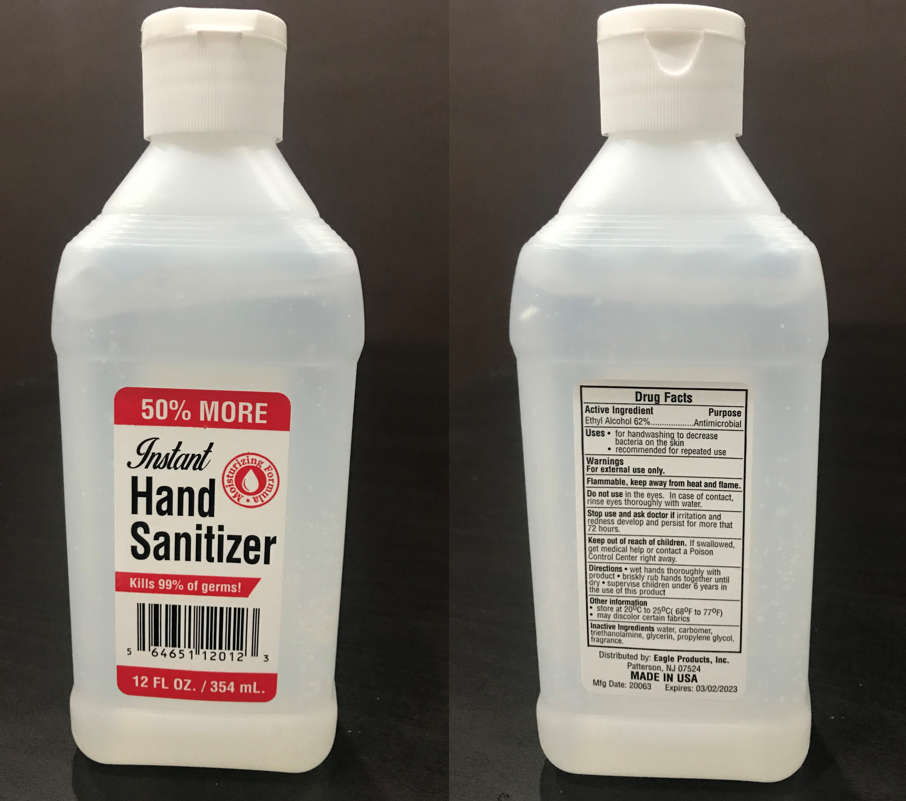 50% MORE
Instant
Moisturizing Formula •
Hand
Sanitizer
Kills 99% of germs!
5 64651 12012 3
12 FL OZ. / 354 mL.
Drug Facts
Active Ingredient Purpose
Ethyl Alcohol 62%....................Antimicrobial
Uses • for handwashing to decrease
bacteria on the skin
• recommended for repeated use
Warnings
For external use only.
Flammable, keep away from heat and flame.
Do not use in the eyes. In case of contact,
rinse eyes thoroughly with water.
Stop use and ask doctor if irritation and
redness develop and persist for more that
72 hours.
Keep out of reach of children. If swallowed,
get medical help or contact a Poison
Control Center right away.
Directions • wet hands thoroughly with
product • briskly rub hands together until
dry • supervise children under 6 years in
the use of this product
Other information
• store at 20ºC to 25ºC( 68ºF to 77ºF)
• may discolor certain fabrics
Inactive Ingredients water, carbomer,
triethanolamine, glycerin, propylene glycol,
fragrance.
Distributed by: Eagle Products, Inc.
Patterson, NJ 07524
MADE IN USA
Mfg Date: 20063 Expires: 03/02/2023